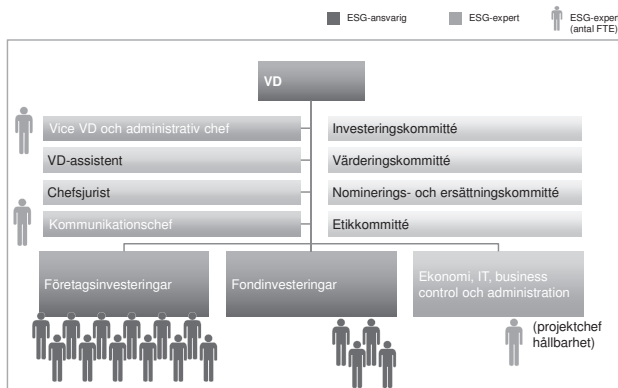 ESG-ansvarig
ESG-expert
ESG-exper
(antal FTE)
VD
Vice VD och administrativ chef
Investeringskommitté
VD-assistent
Värderingskommitté
Chefsjurist
Nominerings- och ersättningskommitté
Kommunikationschef
Etikkommitté
Företagsinvesteringar
Fondinvesteringar
Ekonomi, IT, business
control och administration
(projektchef
hållbarhet)